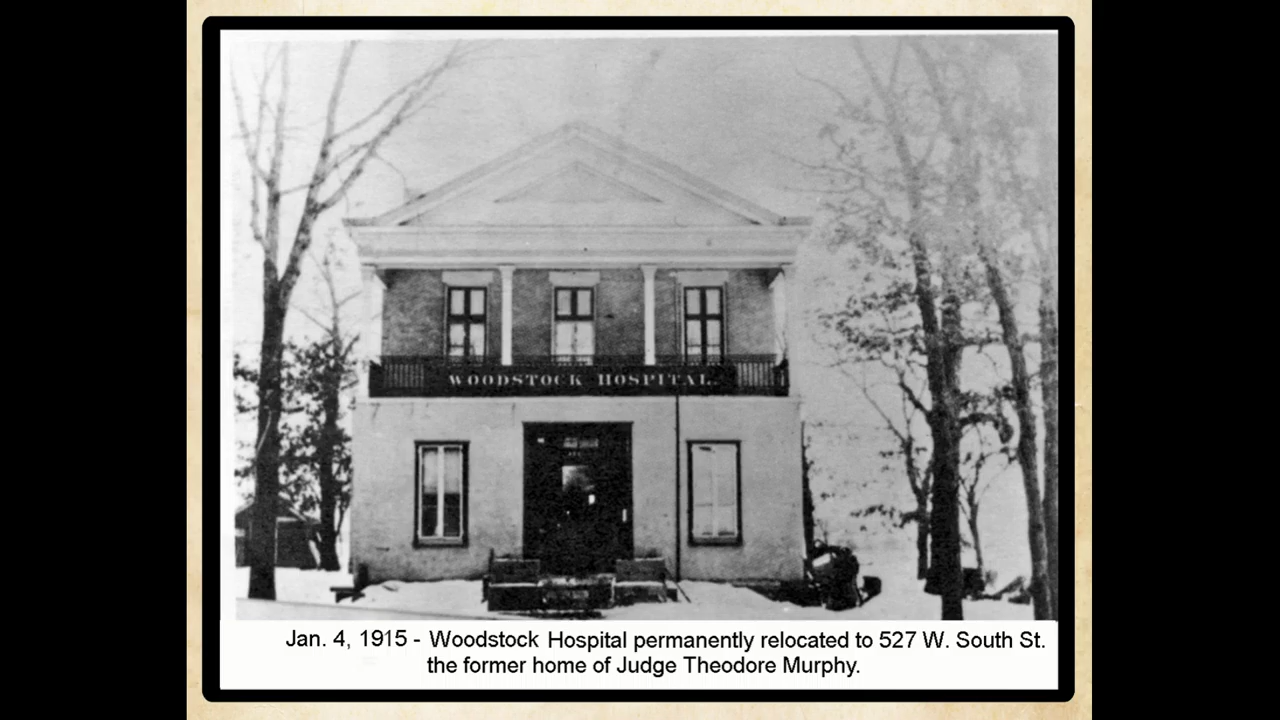 WOODSTOCK HOSPITAL.
Jan. 4, 1915 - Woodstock Hospital permanently relocated to 527 W. South St.
the former home of Judge Theodore Murphy.